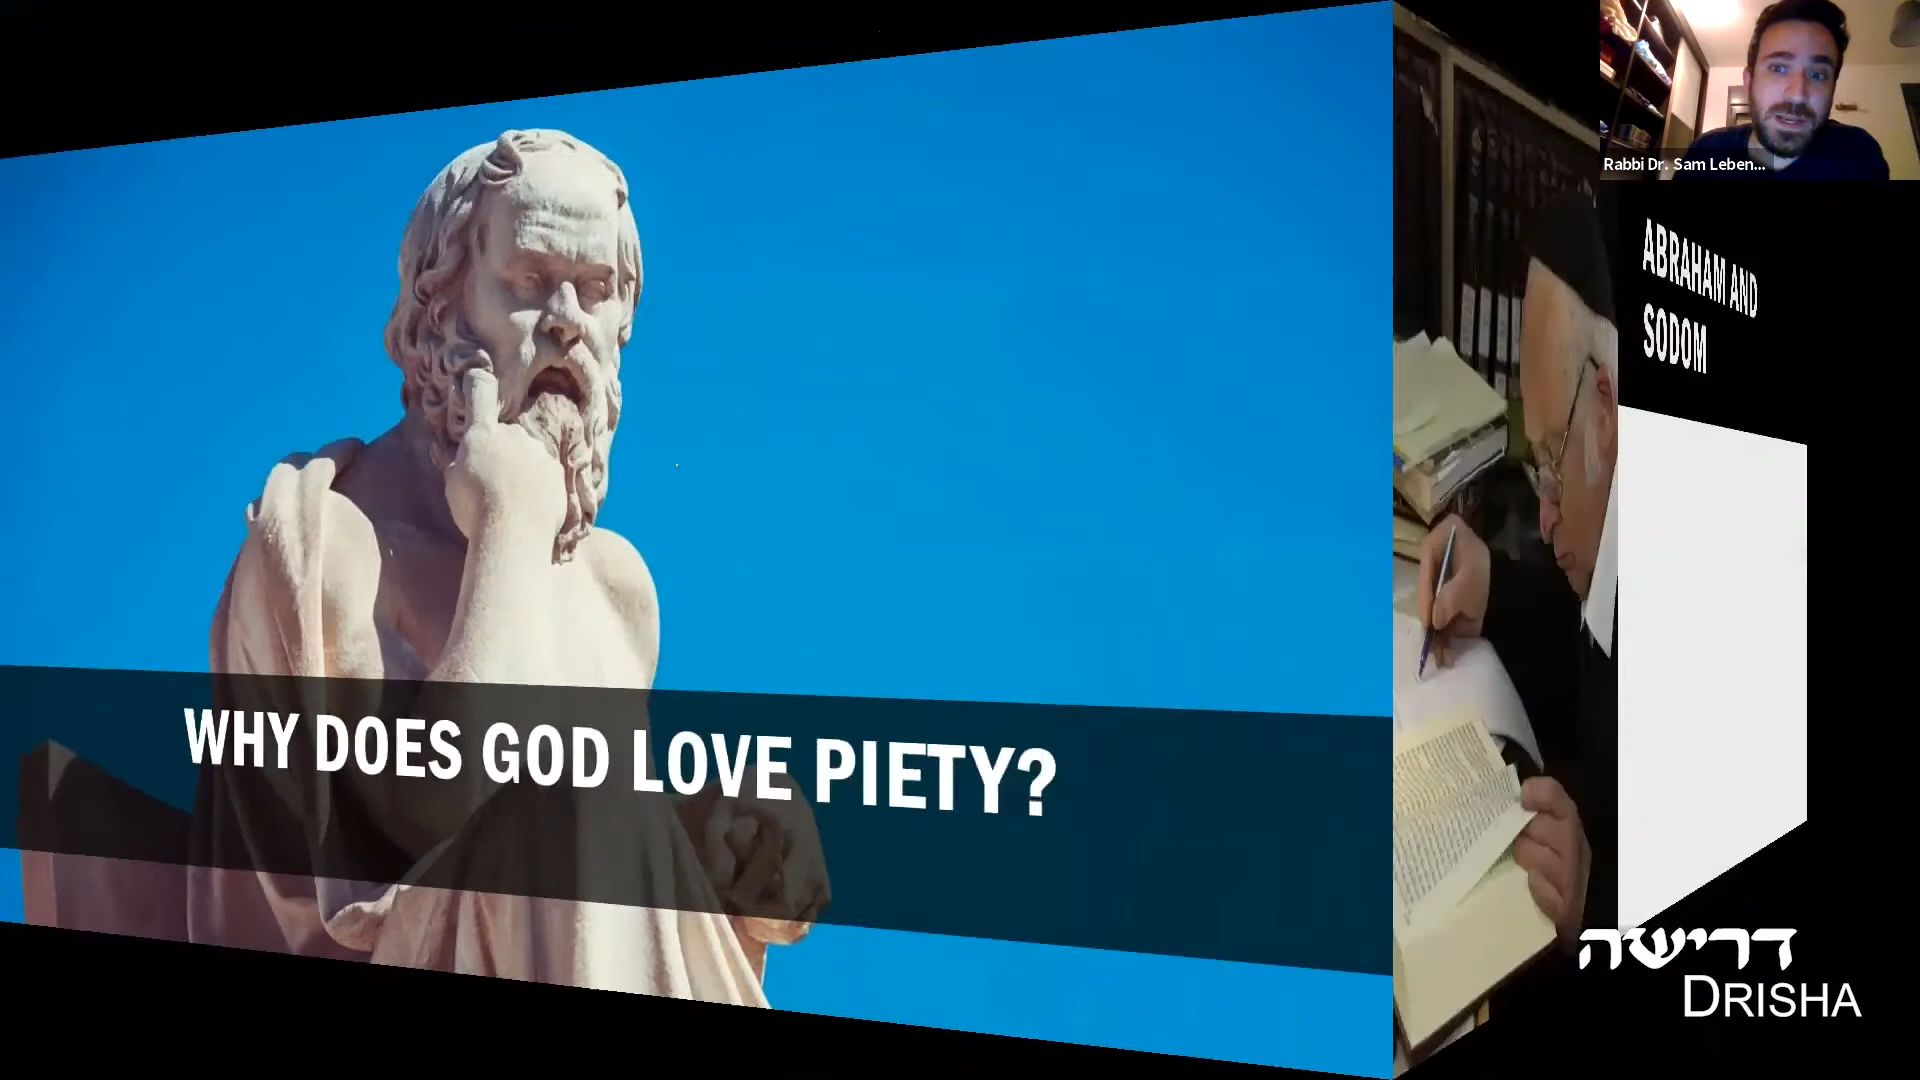 WHY DOES GOD LOVE PIETY?
Rabbi Dr. Sam Leben...
ABRAHAM AND
SODOM
דרישה
DRISHA